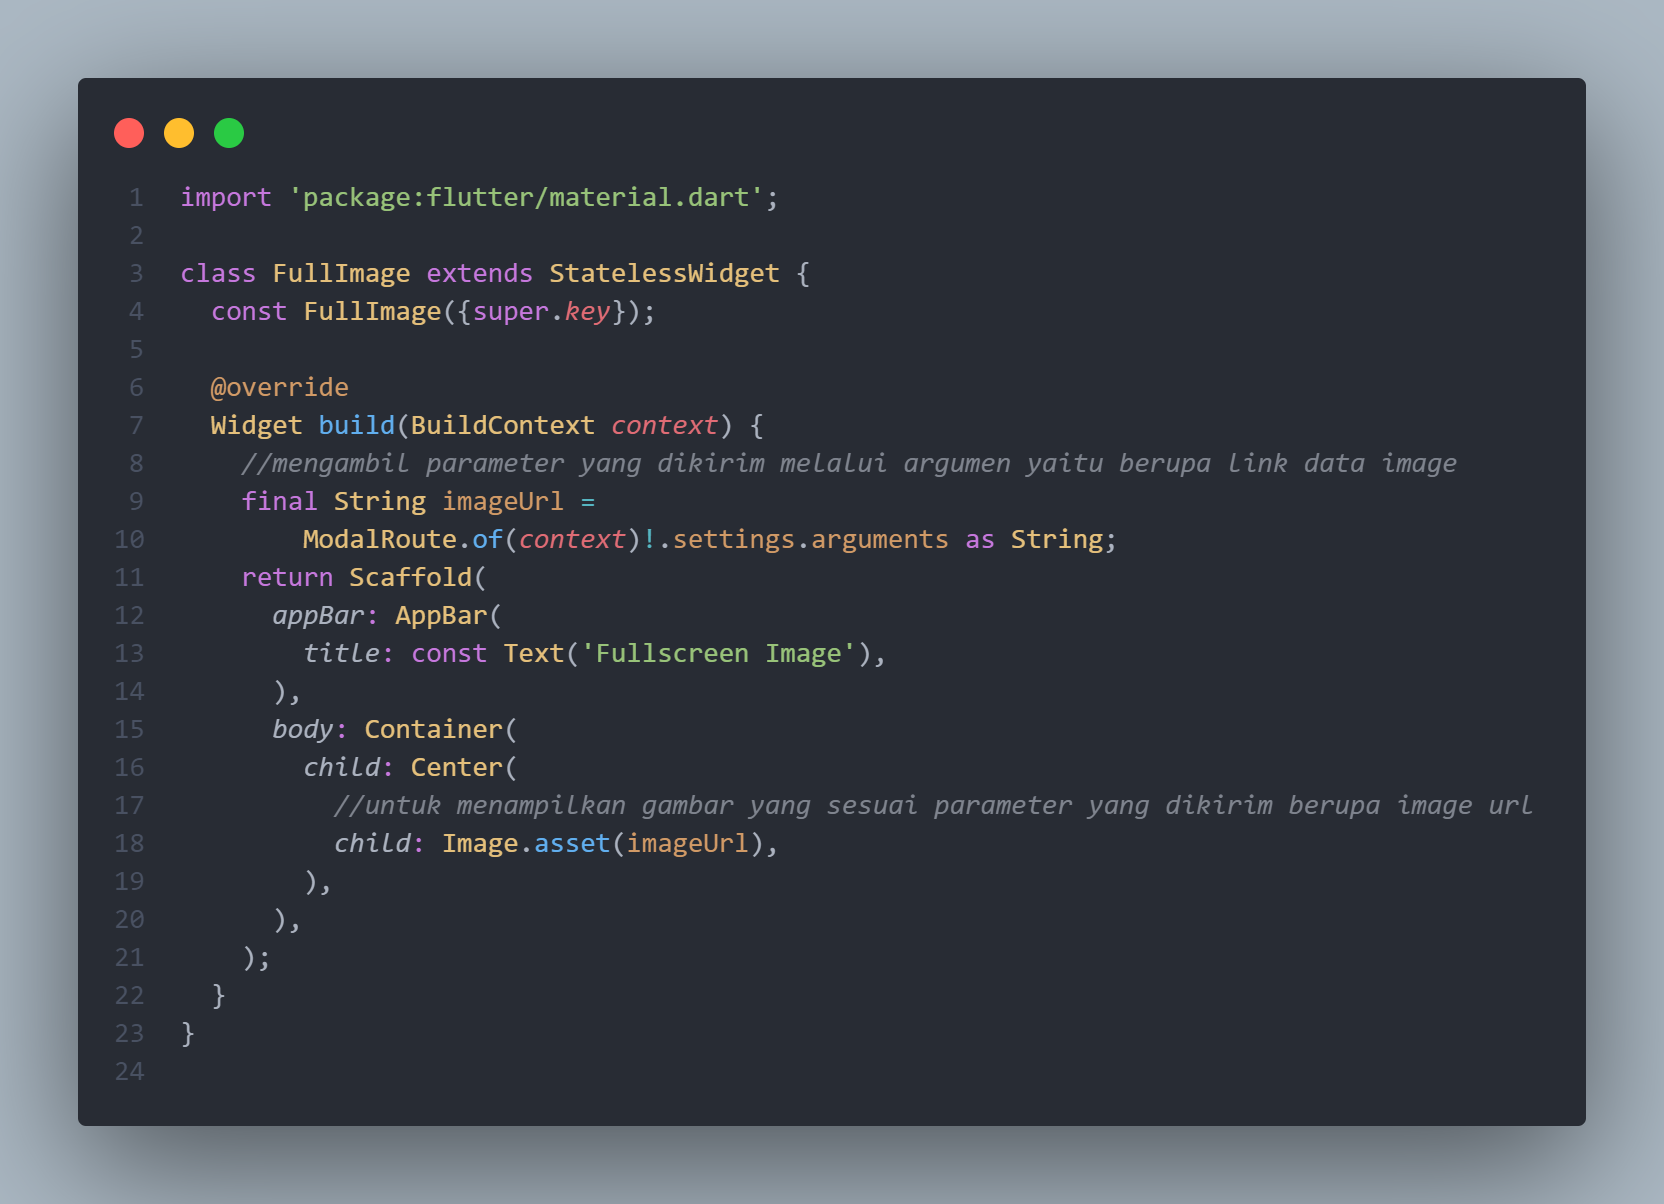 1 import 'package:flutter/material.dart';
2
3 class FullImage extends StatelessWidget {
4   const FullImage({super.key});
5
6   @override
7   Widget build(BuildContext context) {
8     //mengambil parameter yang dikirim melalui argumen yaitu berupa link data image
9     final String imageUrl =
10         ModalRoute.of(context)!.settings.arguments as String;
11     return Scaffold(
12       appBar: AppBar(
13         title: const Text('Fullscreen Image'),
14       ),
15       body: Container(
16         child: Center(
17           //untuk menampilkan gambar yang sesuai parameter yang dikirim berupa image url
18           child: Image.asset(imageUrl),
19         ),
20       ),
21     );
22   }
23 }
24